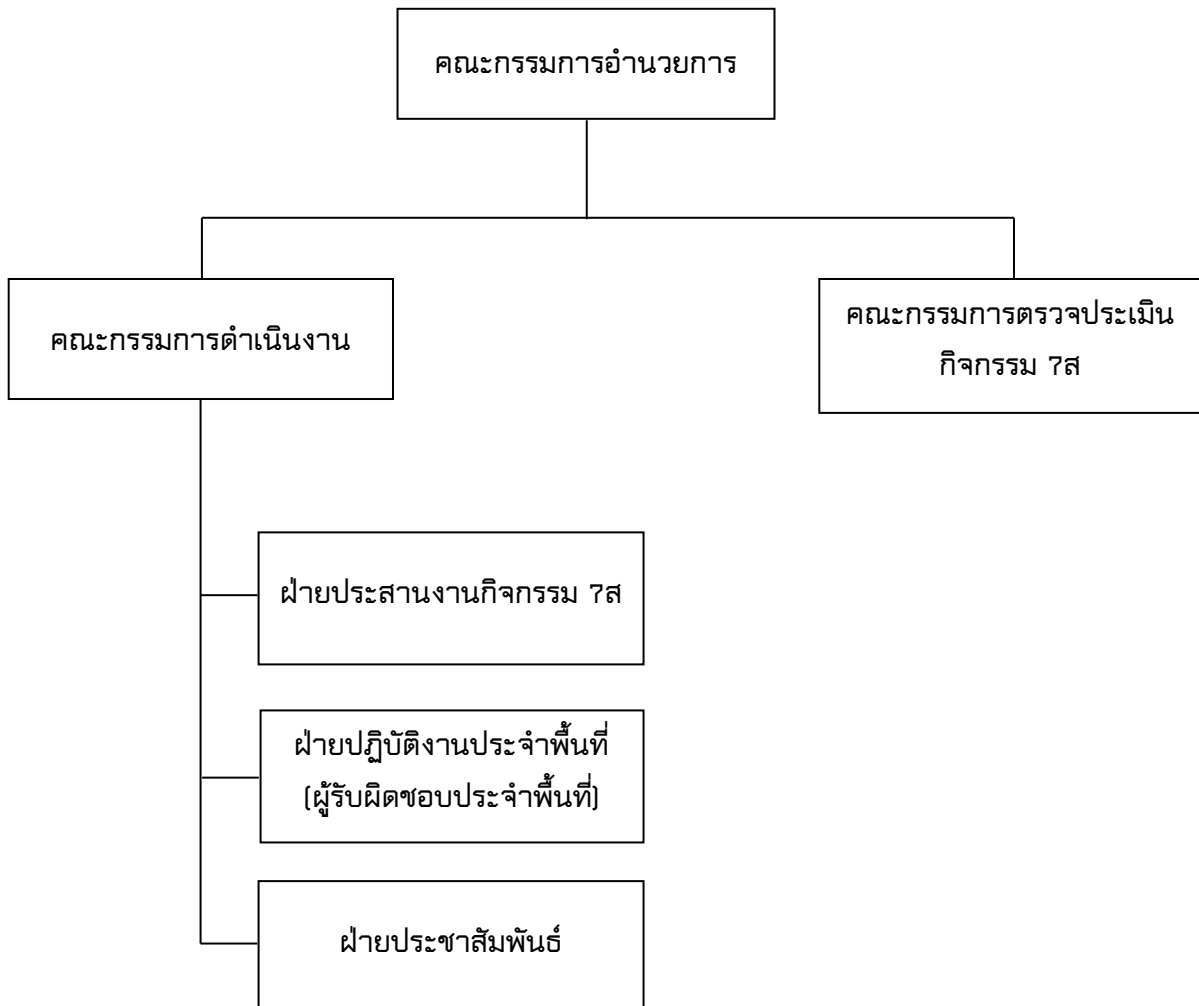 คณะกรรมการอำนวยการ
คณะกรรมการดำเนินงาน
คณะกรรมการตรวจประเมิน
กิจกรรม 7ส
ฝ่ายประสานงานกิจกรรม 7ส
ฝ่ายปฏิบัติงานประจำพื้นที่
(ผู้รับผิดชอบประจำพื้นที่)
ฝ่ายประชาสัมพันธ์